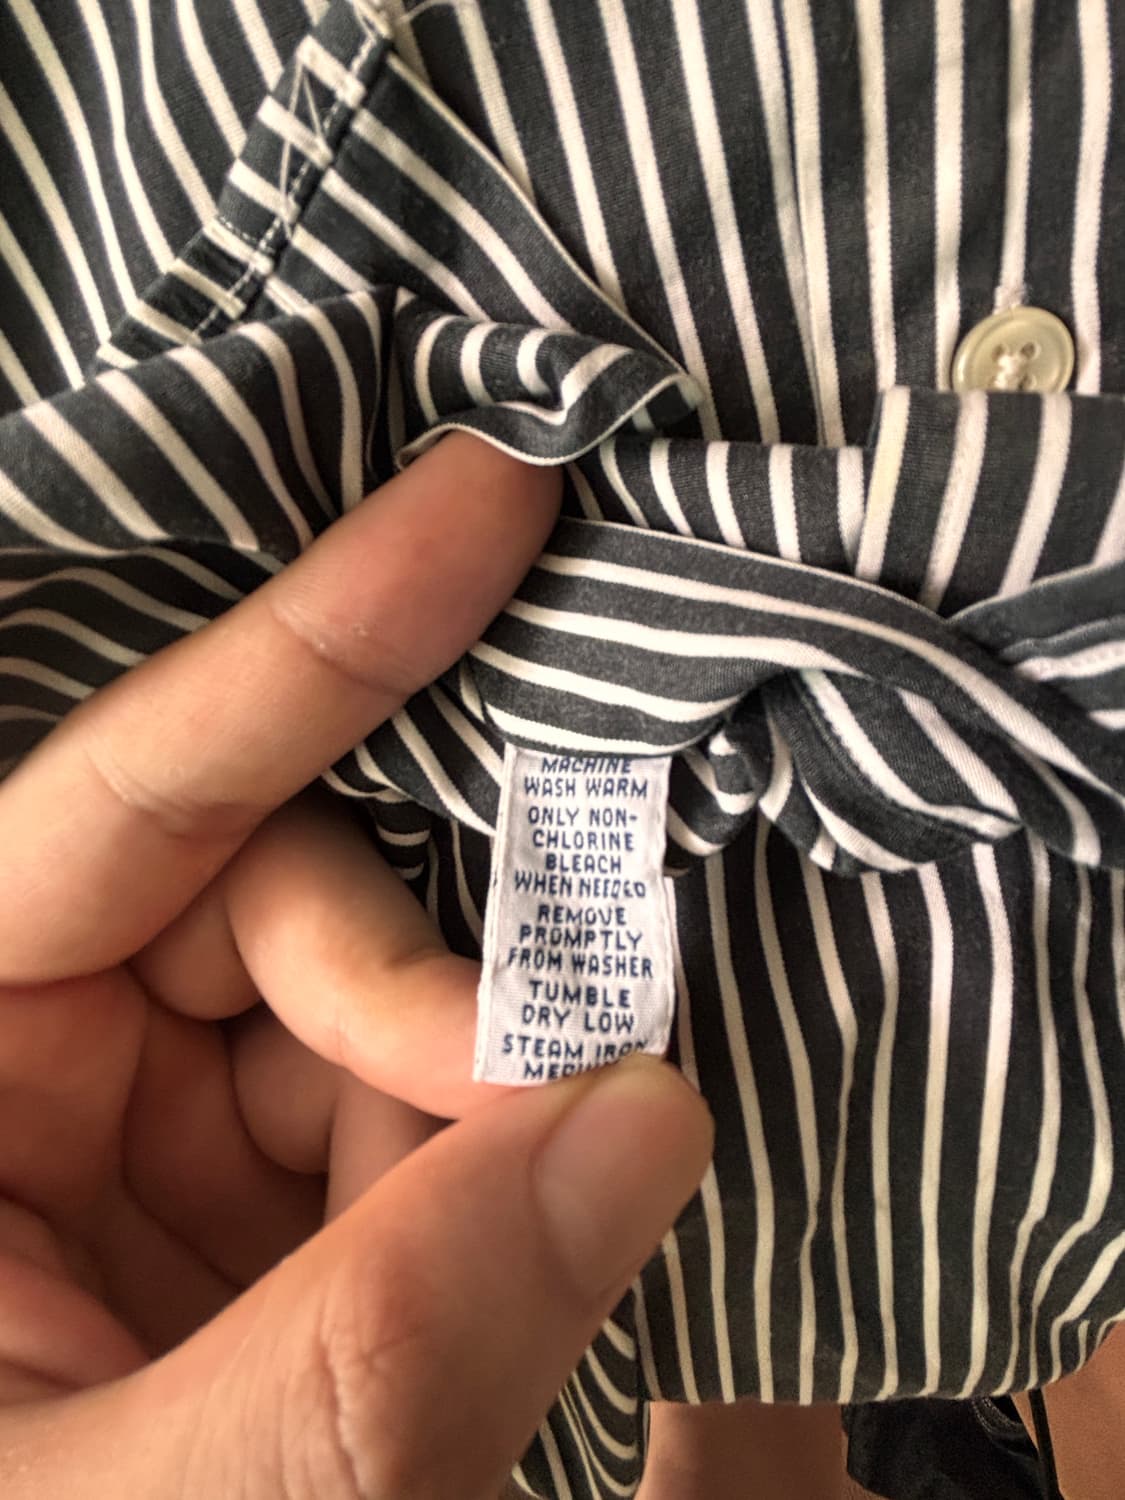 MACHINE
WASH WARM
ONLY NON-
CHLORINE
BLEACH
WHEN NEEDED
REMOVE
PROMPTLY
FROM WASHER
TUMBLE
DRY LOW
STEAM IRON